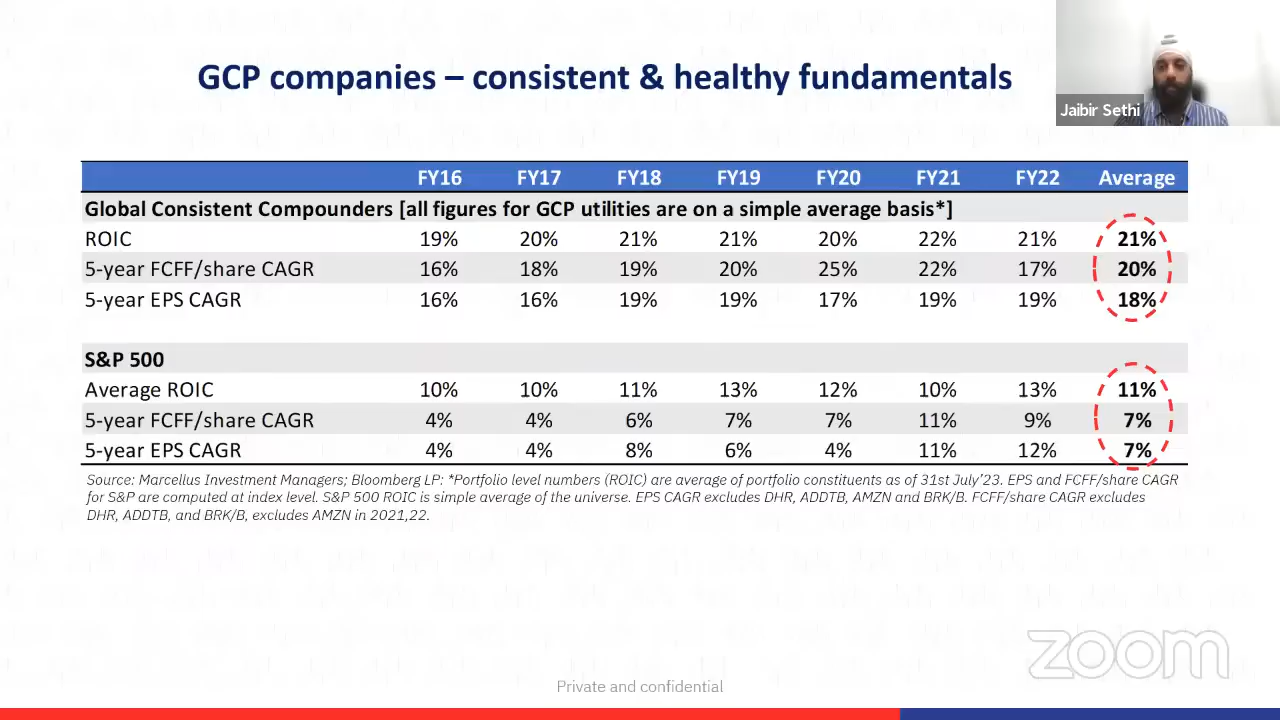 GCP companies – consistent & healthy fundamentals
Jaibir Sethi
FY16 FY17 FY18 FY19 FY20 FY21 FY22 Average
Global Consistent Compounders [all figures for GCP utilities are on a simple average basis*]
ROIC 19% 20% 21% 21% 20% 22% 21% 21%
5-year FCFF/share CAGR 16% 18% 19% 20% 25% 22% 17% 20%
5-year EPS CAGR 16% 16% 19% 19% 17% 19% 19% 18%
S&P 500
Average ROIC 10% 10% 11% 13% 12% 10% 13% 11%
5-year FCFF/share CAGR 4% 4% 6% 7% 7% 11% 9% 7%
5-year EPS CAGR 4% 4% 8% 6% 4% 11% 12% 7%
Source: Marcellus Investment Managers; Bloomberg LP: *Portfolio level numbers (ROIC) are average of portfolio constituents as of 31st July'23. EPS and FCFF/share CAGR
for S&P are computed at index level. S&P 500 ROIC is simple average of the universe. EPS CAGR excludes DHR, ADDTB, AMZN and BRK/B. FCFF/share CAGR excludes
DHR, ADDTB, and BRK/B, excludes AMZN in 2021,22.
zoom
Private and confidential